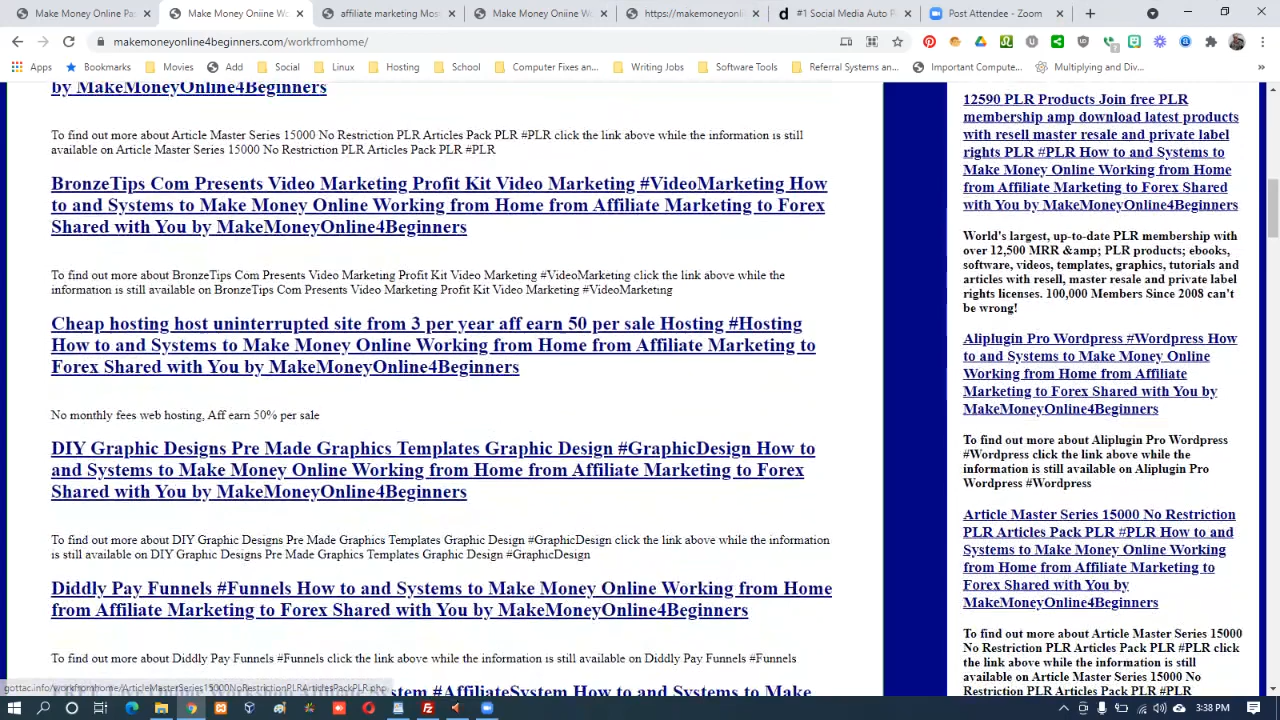 Make Money Online Pa
Make Money Onine Wo
affiliate marketing Mos
Make Money Oniine Wo
https://makemoneyonli
#1 Social Media Auto P
Post Attendee - Zoom
makemoneyonline4beginners.com/workfromhome/
Apps
Bookmarks
Movies
Add
Social
Linux
Hosting
School
Computer Fixes an...
Writing Jobs
Software Tools
Referral Systems an...
Important Compute...
Multiplying and Div...
by MakeMoneyOnline4Beginners
To find out more about Article Master Series 15000 No Restriction PLR Articles Pack PLR #PLR click the link above while the information is still
available on Article Master Series 15000 No Restriction PLR Articles Pack PLR #PLR
BronzeTips Com Presents Video Marketing Profit Kit Video Marketing #VideoMarketing How
to and Systems to Make Money Online Working from Home from Affiliate Marketing to Forex
Shared with You by MakeMoneyOnline4Beginners
To find out more about BronzeTips Com Presents Video Marketing Profit Kit Video Marketing #VideoMarketing click the link above while the
information is still available on BronzeTips Com Presents Video Marketing Profit Kit Video Marketing #VideoMarketing
Cheap hosting host uninterrupted site from 3 per year aff earn 50 per sale Hosting #Hosting
How to and Systems to Make Money Online Working from Home from Affiliate Marketing to
Forex Shared with You by MakeMoneyOnline4Beginners
No monthly fees web hosting, Aff earn 50% per sale
DIY Graphic Designs Pre Made Graphics Templates Graphic Design #GraphicDesign How to
and Systems to Make Money Online Working from Home from Affiliate Marketing to Forex
Shared with You by MakeMoneyOnline4Beginners
To find out more about DIY Graphic Designs Pre Made Graphics Templates Graphic Design #GraphicDesign click the link above while the information
is still available on DIY Graphic Designs Pre Made Graphics Templates Graphic Design #GraphicDesign
Diddly Pay Funnels #Funnels How to and Systems to Make Money Online Working from Home
from Affiliate Marketing to Forex Shared with You by MakeMoneyOnline4Beginners
To find out more about Diddly Pay Funnels #Funnels click the link above while the information is still available on Diddly Pay Funnels #Funnels
System #AffiliateSystem How to and Systems to Make
gottac.info/workfromhome/ArticleMasterSeries15000NoRestrictionPLRArticlesPackPLR.php
12590 PLR Products Join free PLR
membership amp download latest products
with resell master resale and private label
rights PLR #PLR How to and Systems to
Make Money Online Working from Home
from Affiliate Marketing to Forex Shared
with You by MakeMoneyOnline4Beginners
World's largest, up-to-date PLR membership with
over 12,500 MRR &amp; PLR products; ebooks,
software, videos, templates, graphics, tutorials and
articles with resell, master resale and private label
rights licenses. 100,000 Members Since 2008 can't
be wrong!
Aliplugin Pro Wordpress #Wordpress How
to and Systems to Make Money Online
Working from Home from Affiliate
Marketing to Forex Shared with You by
MakeMoneyOnline4Beginners
To find out more about Aliplugin Pro Wordpress
#Wordpress click the link above while the
information is still available on Aliplugin Pro
Wordpress #Wordpress
Article Master Series 15000 No Restriction
PLR Articles Pack PLR #PLR How to and
Systems to Make Money Online Working
from Home from Affiliate Marketing to
Forex Shared with You by
MakeMoneyOnline4Beginners
To find out more about Article Master Series 15000
No Restriction PLR Articles Pack PLR #PLR click
the link above while the information is still
available on Article Master Series 15000 No
Restriction PLR Articles Pack PLR #PLR
3:38 PM